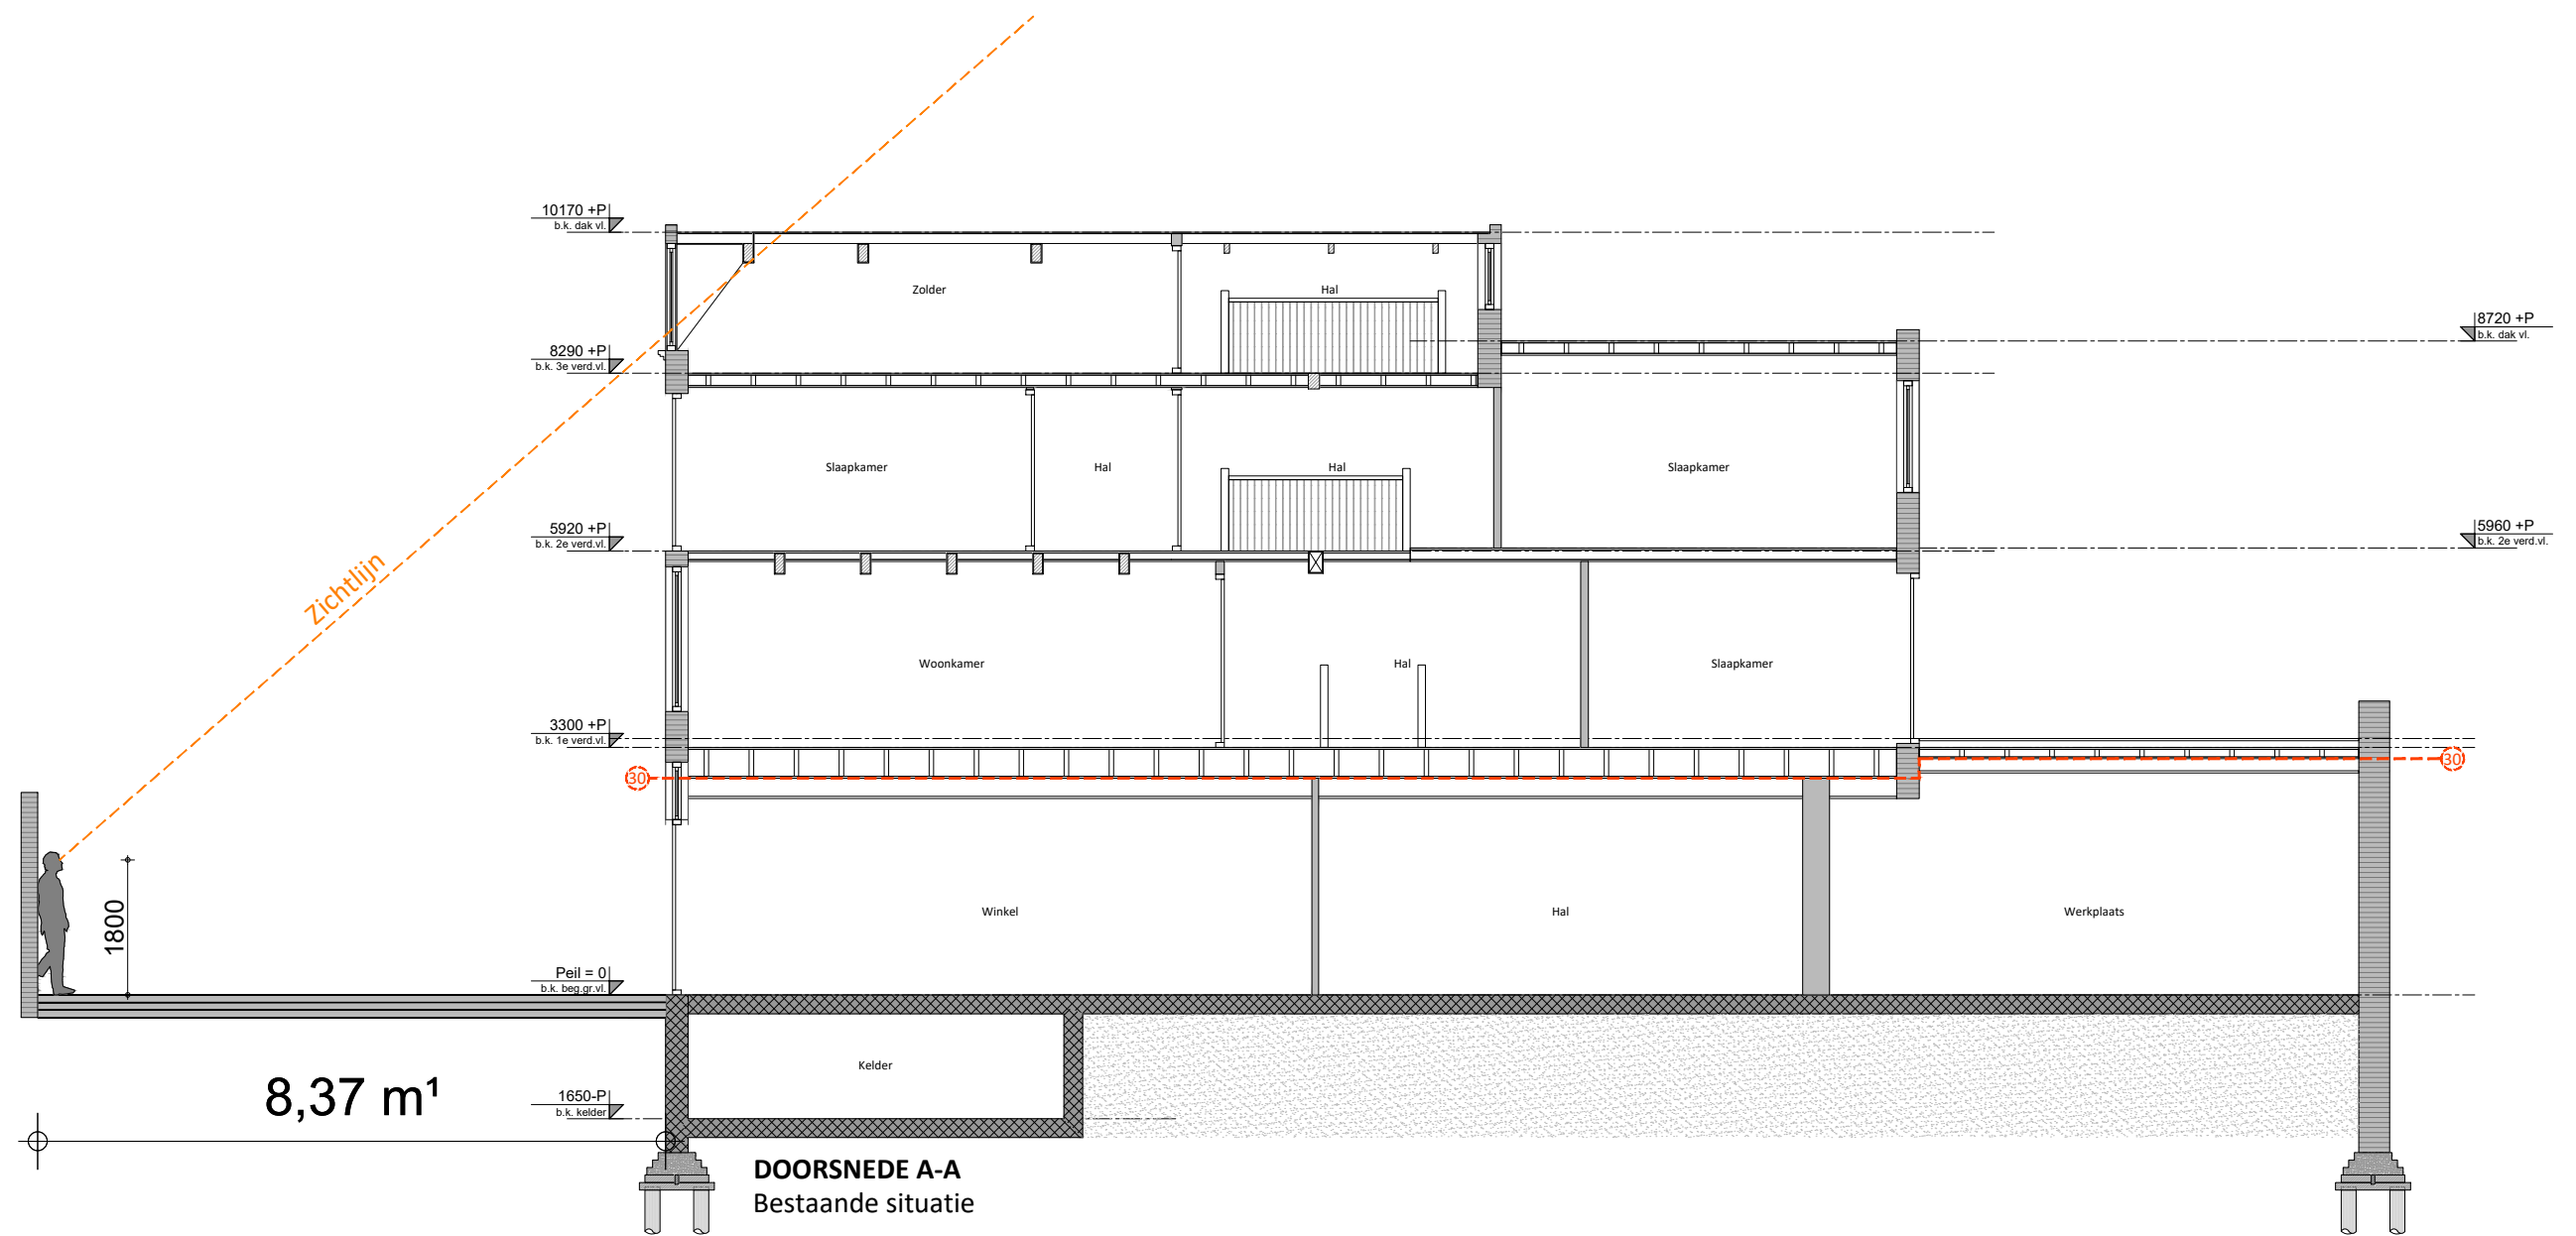 10170 +P
b.k. dak vl.
Zolder
Hal
8720 +P
b.k. dak vl.
8290 +P
b.k. 3e verd.vl.
Slaapkamer
Hal
Hal
Slaapkamer
5920 +P
b.k. 2e verd.vl.
5960 +P
b.k. 2e verd.vl.
Zichtlijn
Woonkamer
Hal
Slaapkamer
3300 +P
b.k. 1e verd.vl.
30
30
1800
Winkel
Hal
Werkplaats
Peil = 0
b.k. beg.gr.vl.
Kelder
8,37 m¹
1650-P
b.k. kelder
DOORSNEDE A-A
Bestaande situatie